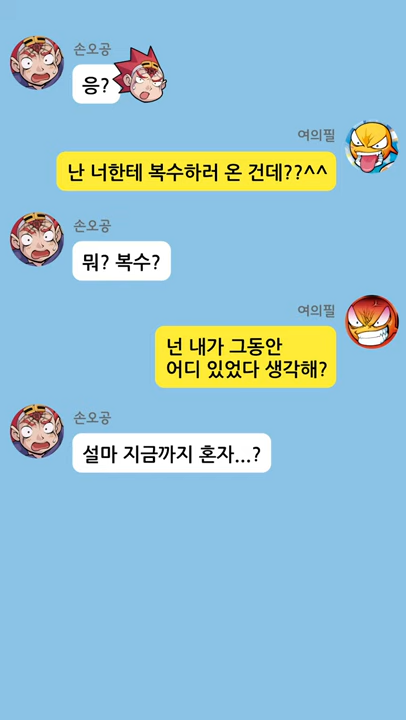 손오공
응?
여의필
난 너한테 복수하러 온 건데??^^
손오공
뭐? 복수?
여의필
넌 내가 그동안
어디 있었다 생각해?
손오공
설마 지금까지 혼자...?